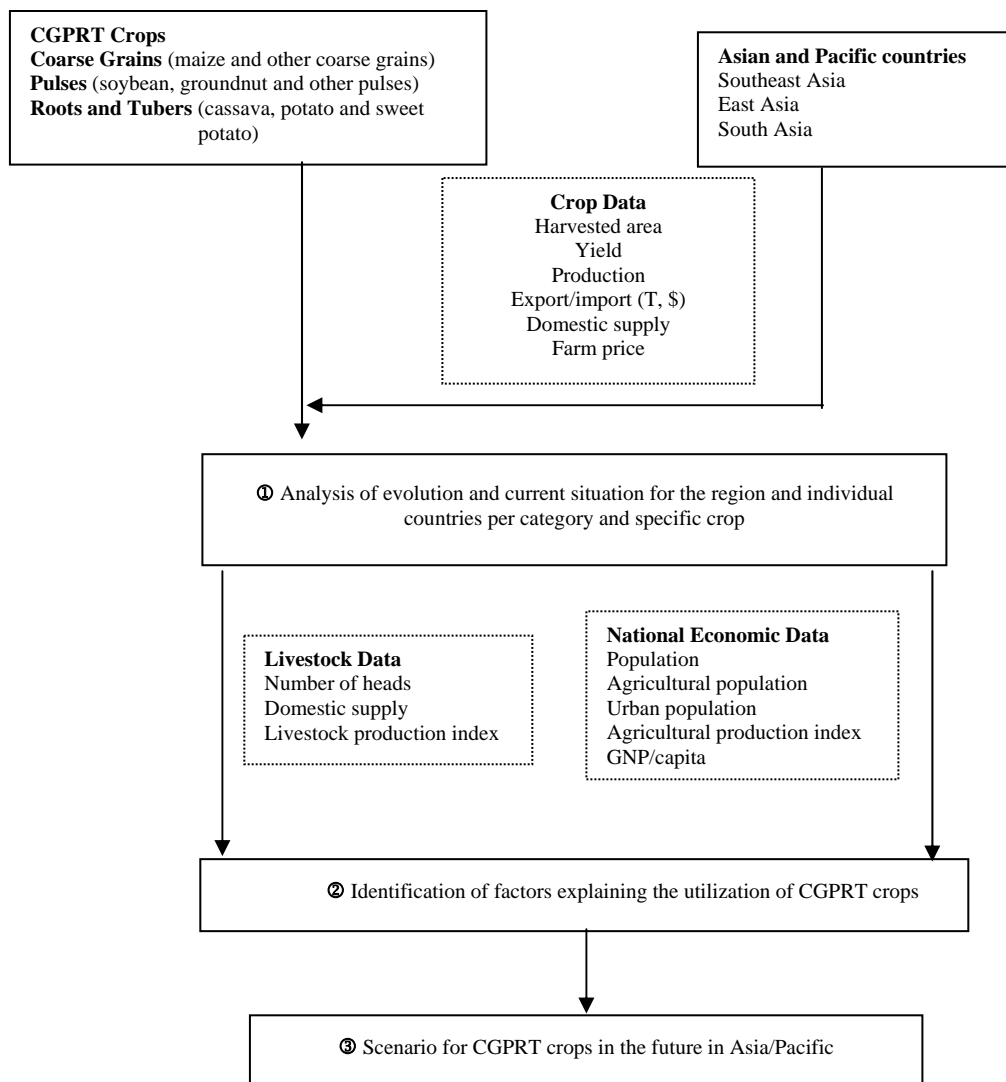 CGPRT Crops
Coarse Grains (maize and other coarse grains)
Pulses (soybean, groundnut and other pulses)
Roots and Tubers (cassava, potato and sweet
potato)
Asian and Pacific countries
Southeast Asia
East Asia
South Asia
Crop Data
Harvested area
Yield
Production
Export/import (T, $)
Domestic supply
Farm price
① Analysis of evolution and current situation for the region and individual
countries per category and specific crop
Livestock Data
Number of heads
Domestic supply
Livestock production index
National Economic Data
Population
Agricultural population
Urban population
Agricultural production index
GNP/capita
② Identification of factors explaining the utilization of CGPRT crops
③ Scenario for CGPRT crops in the future in Asia/Pacific